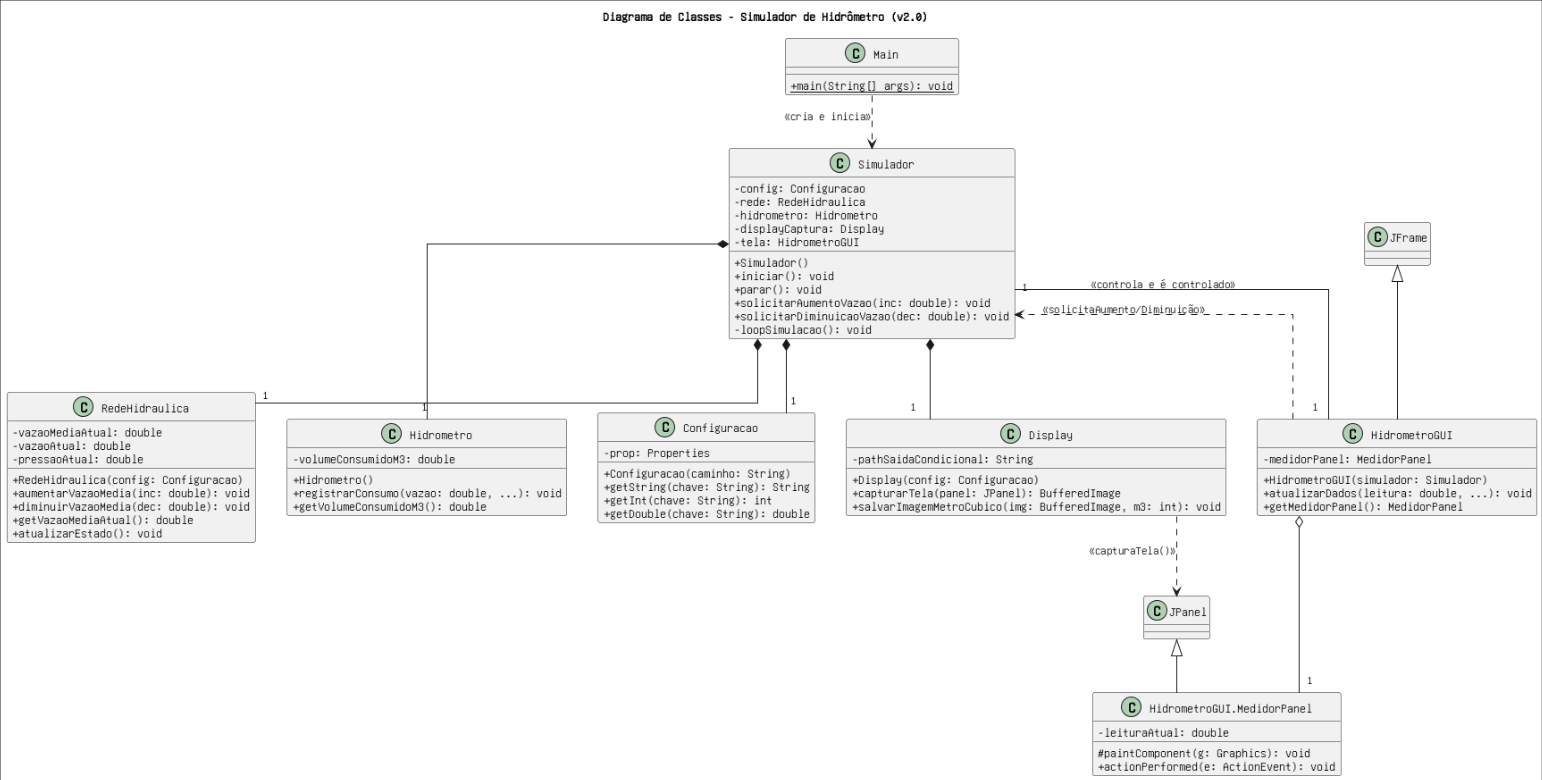 Diagrama de Classes - Simulador de Hidrômetro (v2.0)
C Main
+main(String[] args): void
«cria e inicia»
C Simulador
-config: Configuracao
-rede: RedeHidraulica
-hidrometro: Hidrometro
-displayCaptura: Display
-tela: HidrometroGUI
+Simulador()
+iniciar(): void
+parar(): void
+solicitarAumentoVazao(inc: double): void
+solicitarDiminuicaoVazao(dec: double): void
-loopSimulacao(): void
C JFrame
1
«controla e é controlado»
«solicitaAumento/Diminuição»
1
1
1
1
1
C RedeHidraulica
-vazaoMediaAtual: double
-vazaoAtual: double
-pressaoAtual: double
+RedeHidraulica(config: Configuracao)
+aumentarVazaoMedia(inc: double): void
+diminuirVazaoMedia(dec: double): void
+getVazaoMediaAtual(): double
+atualizarEstado(): void
C Hidrometro
-volumeConsumidoM3: double
+Hidrometro()
+registrarConsumo(vazao: double, ...): void
+getVolumeConsumidoM3(): double
C Configuracao
-prop: Properties
+Configuracao(caminho: String)
+getString(chave: String): String
+getInt(chave: String): int
+getDouble(chave: String): double
C Display
-pathSaidaCondicional: String
+Display(config: Configuracao)
+capturarTela(panel: JPanel): BufferedImage
+salvarImagemMetroCubico(img: BufferedImage, m3: int): void
C HidrometroGUI
-medidorPanel: MedidorPanel
+HidrometroGUI(simulador: Simulador)
+atualizarDados(leitura: double, ...): void
+getMedidorPanel(): MedidorPanel
«capturaTela()»
C JPanel
1
C HidrometroGUI.MedidorPanel
-leituraAtual: double
#paintComponent(g: Graphics): void
+actionPerformed(e: ActionEvent): void